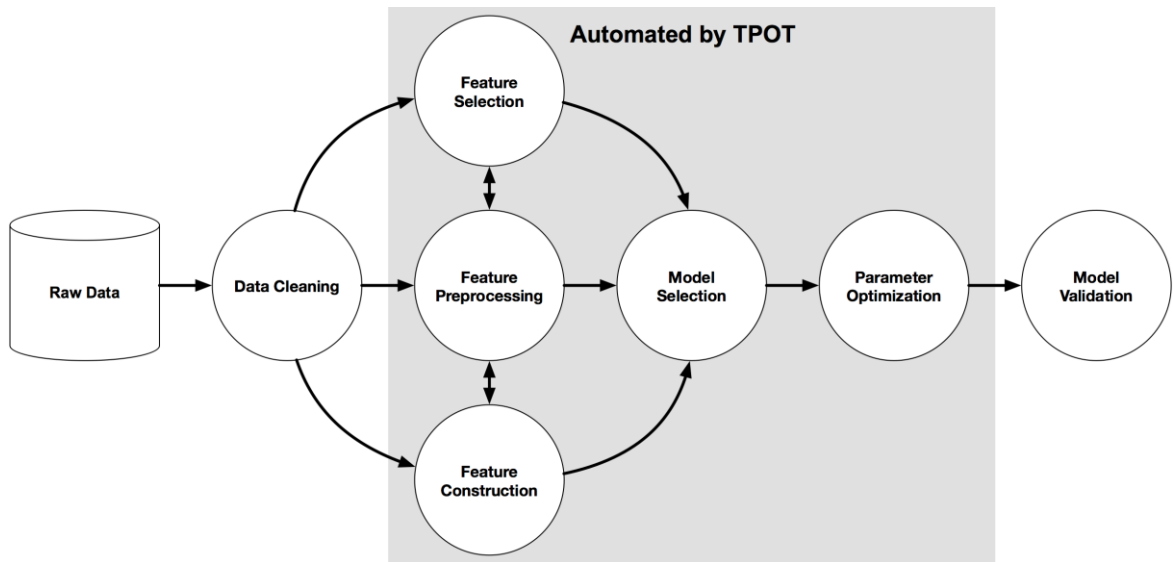 Automated by TPOT
Feature
Selection
Raw Data
Data Cleaning
Feature
Preprocessing
Model
Selection
Parameter
Optimization
Model
Validation
Feature
Construction